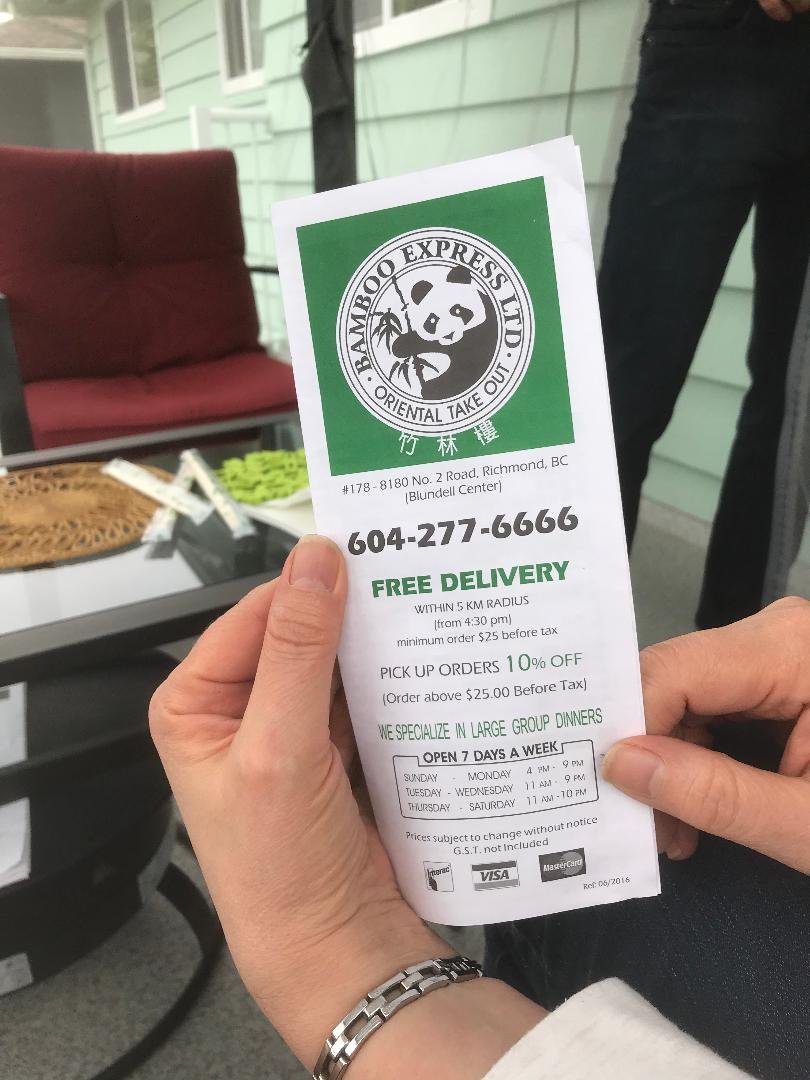 BAMBOO EXPRESS LTD.
ORIENTAL TAKE OUT
竹林樓
#178 - 8180 No. 2 Road, Richmond, BC
(Blundell Center)
604-277-6666
FREE DELIVERY
WITHIN 5 KM RADIUS
(from 4:30 pm)
minimum order $25 before tax
PICK UP ORDERS 10% OFF
(Order above $25.00 Before Tax)
WE SPECIALIZE IN LARGE GROUP DINNERS
OPEN 7 DAYS A WEEK
SUNDAY - MONDAY 4 PM - 9 PM
TUESDAY - WEDNESDAY 11 AM - 9 PM
THURSDAY - SATURDAY 11 AM - 10 PM
Prices subject to change without notice
G.S.T. not Included
Interac VISA MasterCard
Ref: 06/2016